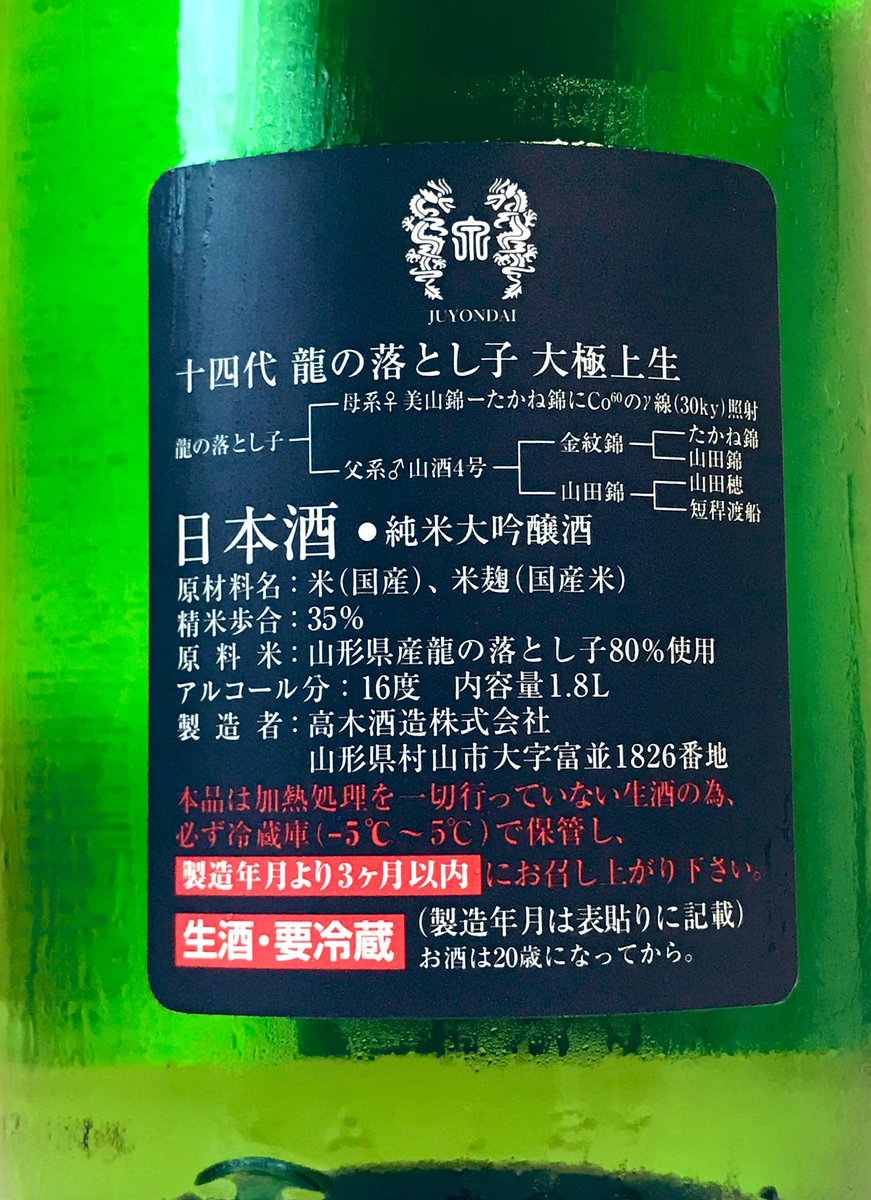 JUYONDAI
十四代 龍の落とし子 大極上生
母系♀美山錦ーたかね錦にCo⁶⁰のγ線(30ky)照射
龍の落とし子
父系♂山酒4号
金紋錦
たかね錦
山田錦
山田錦
山田穂
短稈渡船
日本酒 ●純米大吟醸酒
原材料名：米(国産)、米麹(国産米)
精米歩合：35%
原料米：山形県産龍の落とし子80%使用
アルコール分：16度 内容量1.8L
製造者：高木酒造株式会社
山形県村山市大字富並1826番地
本品は加熱処理を一切行っていない生酒の為、
必ず冷蔵庫(-5℃～5℃)で保管し、
製造年月より3ヶ月以内にお召し上がり下さい。
生酒・要冷蔵
(製造年月は表貼りに記載)
お酒は20歳になってから。